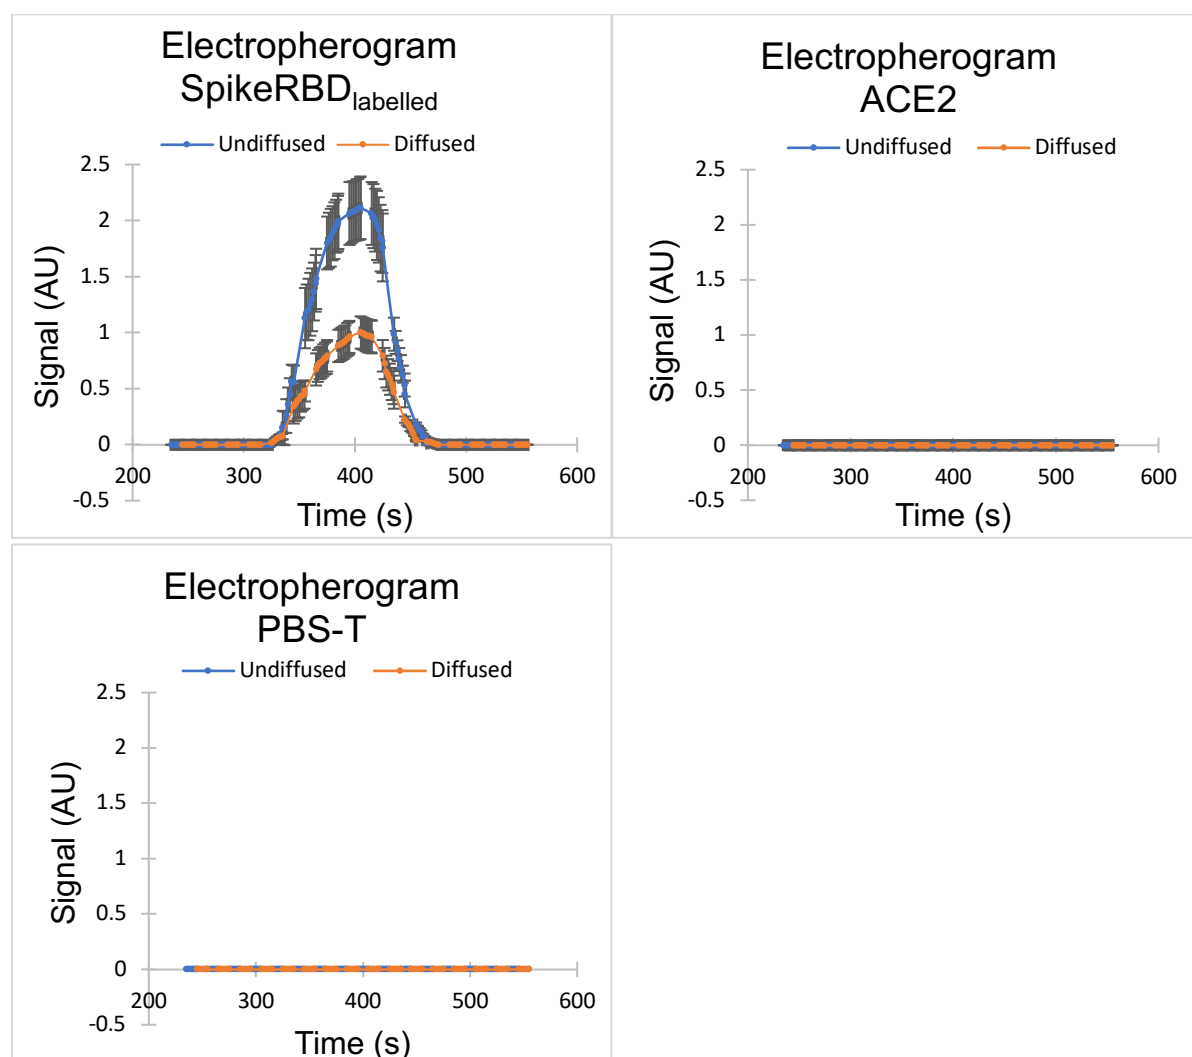 Electropherogram
SpikeRBDlabelled
Undiffused Diffused
2.5
2
1.5
1
0.5
0
-0.5
200 300 400 500 600
Signal (AU)
Time (s)
Electropherogram
ACE2
Undiffused Diffused
2.5
2
1.5
1
0.5
0
-0.5
200 300 400 500 600
Signal (AU)
Time (s)
Electropherogram
PBS-T
Undiffused Diffused
2.5
2
1.5
1
0.5
0
-0.5
200 300 400 500 600
Signal (AU)
Time (s)